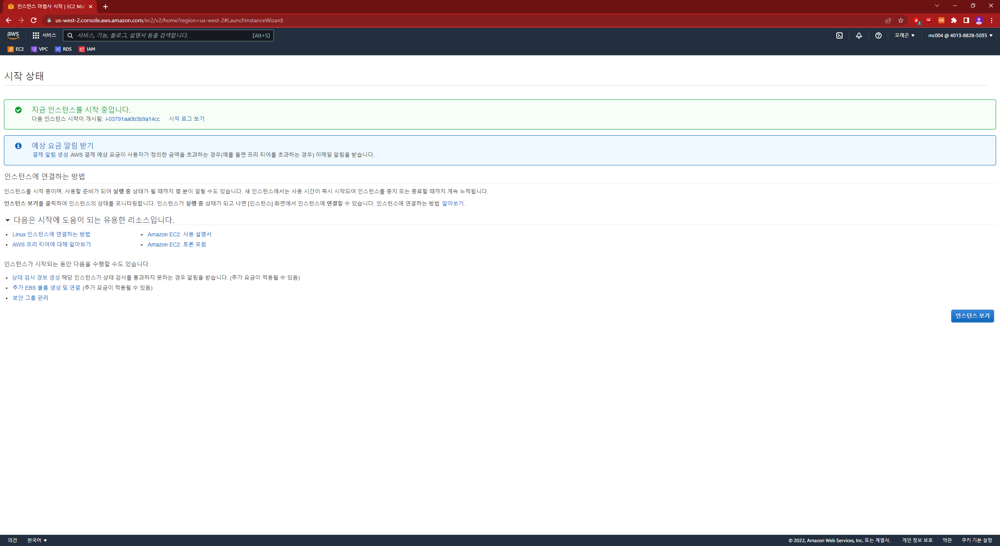 인스턴스 마법사 시작 | EC2 Mar
us-west-2.console.aws.amazon.com/ec2/v2/home?region=us-west-2#LaunchInstanceWizard:
1
EX
aws 서비스 서비스, 기능, 블로그, 설명서 등을 검색합니다. [Alt+S] 오레곤 ▼ mc004 @ 4013-8828-5035 ▼
EC2 VPC RDS IAM
시작 상태
지금 인스턴스를 시작 중입니다.
다음 인스턴스 시작이 개시됨: i-03791aa0b3b9a14cc 시작 로그 보기
예상 요금 알림 받기
결제 알림 생성 AWS 결제 예상 요금이 사용자가 정의한 금액을 초과하는 경우(예를 들면 프리 티어를 초과하는 경우) 이메일 알림을 받습니다.
인스턴스에 연결하는 방법
인스턴스를 시작 중이며, 사용할 준비가 되어 실행 중 상태가 될 때까지 몇 분이 걸릴 수도 있습니다. 새 인스턴스에서는 사용 시간이 즉시 시작되어 인스턴스를 중지 또는 종료할 때까지 계속 누적됩니다.
인스턴스 보기를 클릭하여 인스턴스의 상태를 모니터링합니다. 인스턴스가 실행 중 상태가 되고 나면 [인스턴스] 화면에서 인스턴스에 연결할 수 있습니다. 인스턴스에 연결하는 방법 알아보기.
다음은 시작에 도움이 되는 유용한 리소스입니다.
• Linux 인스턴스에 연결하는 방법 • Amazon EC2: 사용 설명서
• AWS 프리 티어에 대해 알아보기 • Amazon EC2: 토론 포럼
인스턴스가 시작되는 동안 다음을 수행할 수도 있습니다.
• 상태 검사 경보 생성 해당 인스턴스가 상태 검사를 통과하지 못하는 경우 알림을 받습니다. (추가 요금이 적용될 수 있음)
• 추가 EBS 볼륨 생성 및 연결 (추가 요금이 적용될 수 있음)
• 보안 그룹 관리
인스턴스 보기
의견 한국어 ▼ © 2022, Amazon Web Services, Inc. 또는 계열사. 개인 정보 보호 약관 쿠키 기본 설정